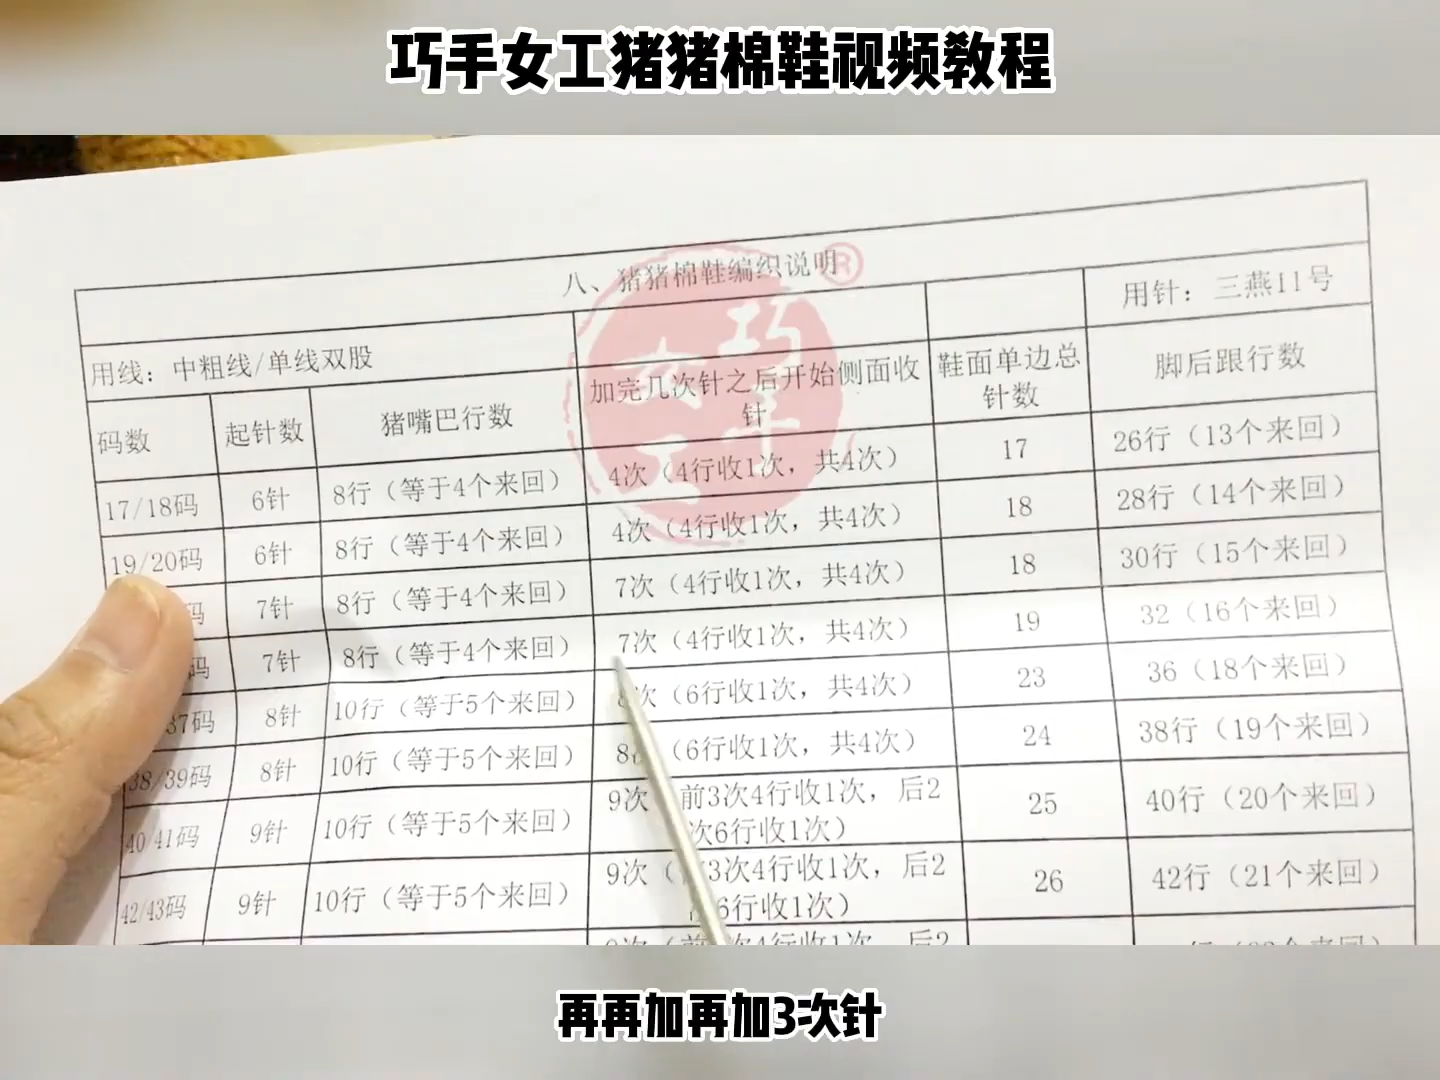 巧手女工猪猪棉鞋视频教程
八、猪猪棉鞋编织说明
用线：中粗线/单线双股 用针：三燕11号
码数 起针数 猪嘴巴行数 加完几次针之后开始侧面收针 鞋面单边总针数 脚后跟行数
17/18码 6针 8行（等于4个来回） 4次（4行收1次，共4次） 17 26行（13个来回）
19/20码 6针 8行（等于4个来回） 4次（4行收1次，共4次） 18 28行（14个来回）
码 7针 8行（等于4个来回） 7次（4行收1次，共4次） 18 30行（15个来回）
码 7针 8行（等于4个来回） 7次（4行收1次，共4次） 19 32（16个来回）
37码 8针 10行（等于5个来回） 8次（6行收1次，共4次） 23 36（18个来回）
38/39码 8针 10行（等于5个来回） 8（6行收1次，共4次） 24 38行（19个来回）
40/41码 9针 10行（等于5个来回） 9次 前3次4行收1次，后2次6行收1次） 25 40行（20个来回）
42/43码 9针 10行（等于5个来回） 9次（ 3次4行收1次，后2 6行收1次） 26 42行（21个来回）
巧手女工
®
再再加再加3次针